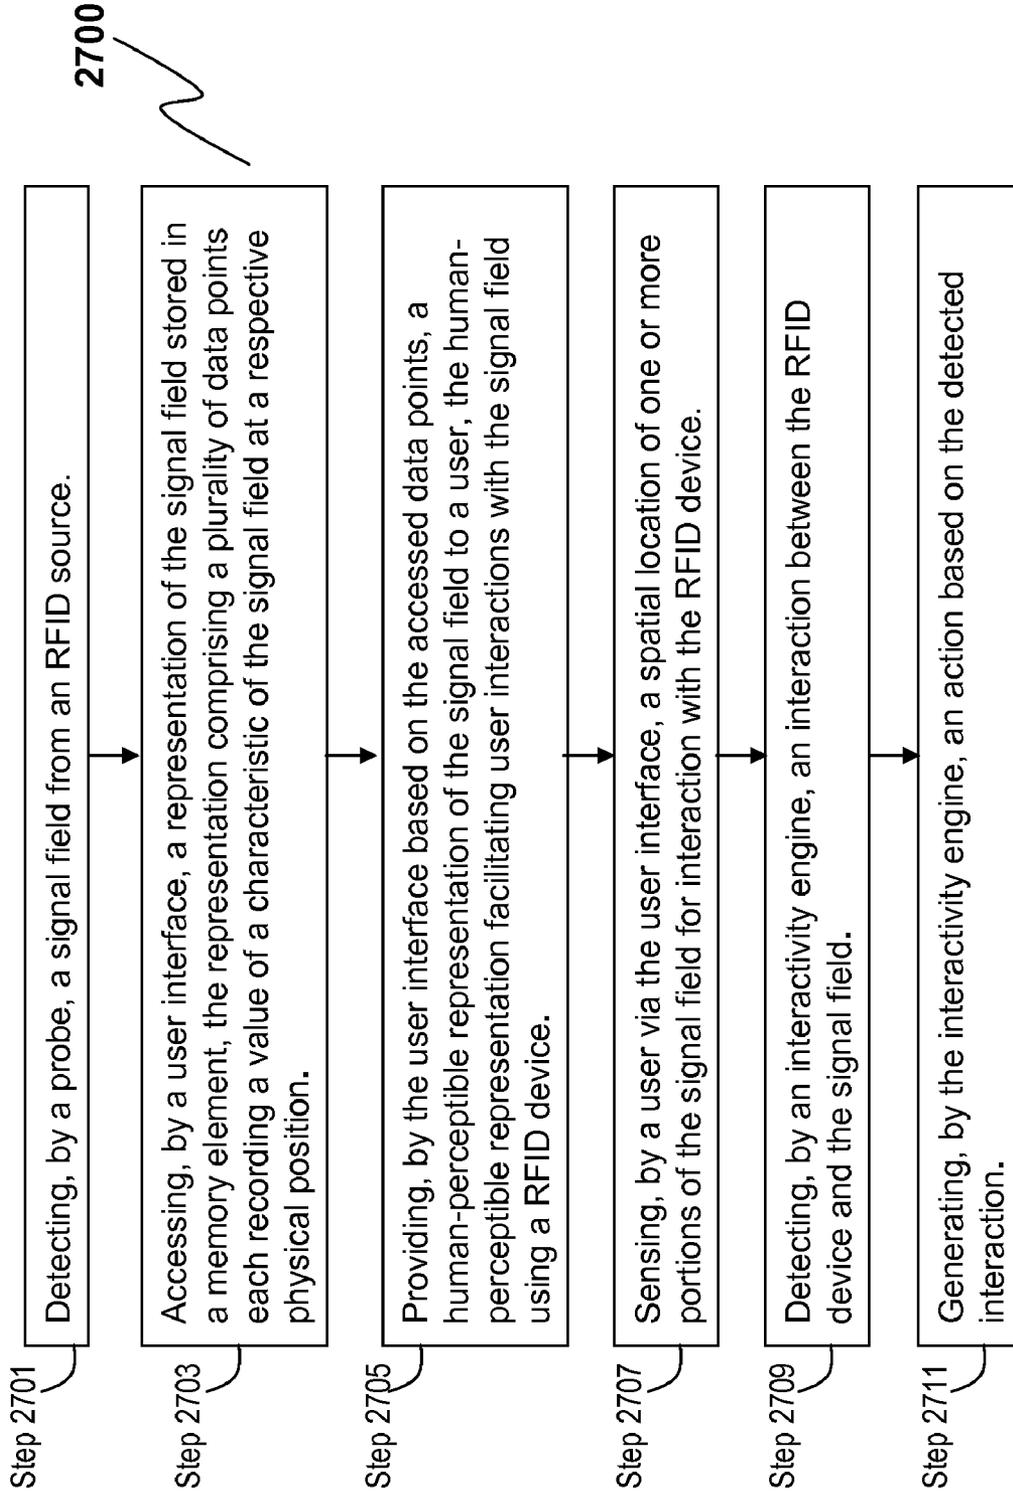 2700
Step 2701
Detecting, by a probe, a signal field from an RFID source.
Step 2703
Accessing, by a user interface, a representation of the signal field stored in
a memory element, the representation comprising a plurality of data points
each recording a value of a characteristic of the signal field at a respective
physical position.
Step 2705
Providing, by the user interface based on the accessed data points, a
human-perceptible representation of the signal field to a user, the human-
perceptible representation facilitating user interactions with the signal field
using a RFID device.
Step 2707
Sensing, by a user via the user interface, a spatial location of one or more
portions of the signal field for interaction with the RFID device.
Step 2709
Detecting, by an interactivity engine, an interaction between the RFID
device and the signal field.
Step 2711
Generating, by the interactivity engine, an action based on the detected
interaction.